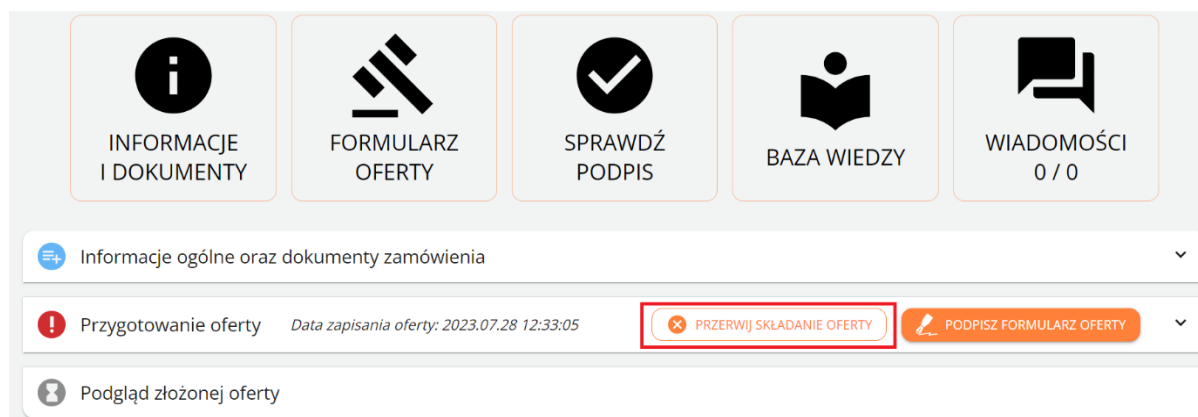 INFORMACJE
I DOKUMENTY
FORMULARZ
OFERTY
SPRAWDŹ
PODPIS
BAZA WIEDZY
WIADOMOŚCI
0 / 0
Informacje ogólne oraz dokumenty zamówienia
Przygotowanie oferty Data zapisania oferty: 2023.07.28 12:33:05 PRZERWIJ SKŁADANIE OFERTY PODPISZ FORMULARZ OFERTY
Podgląd złożonej oferty